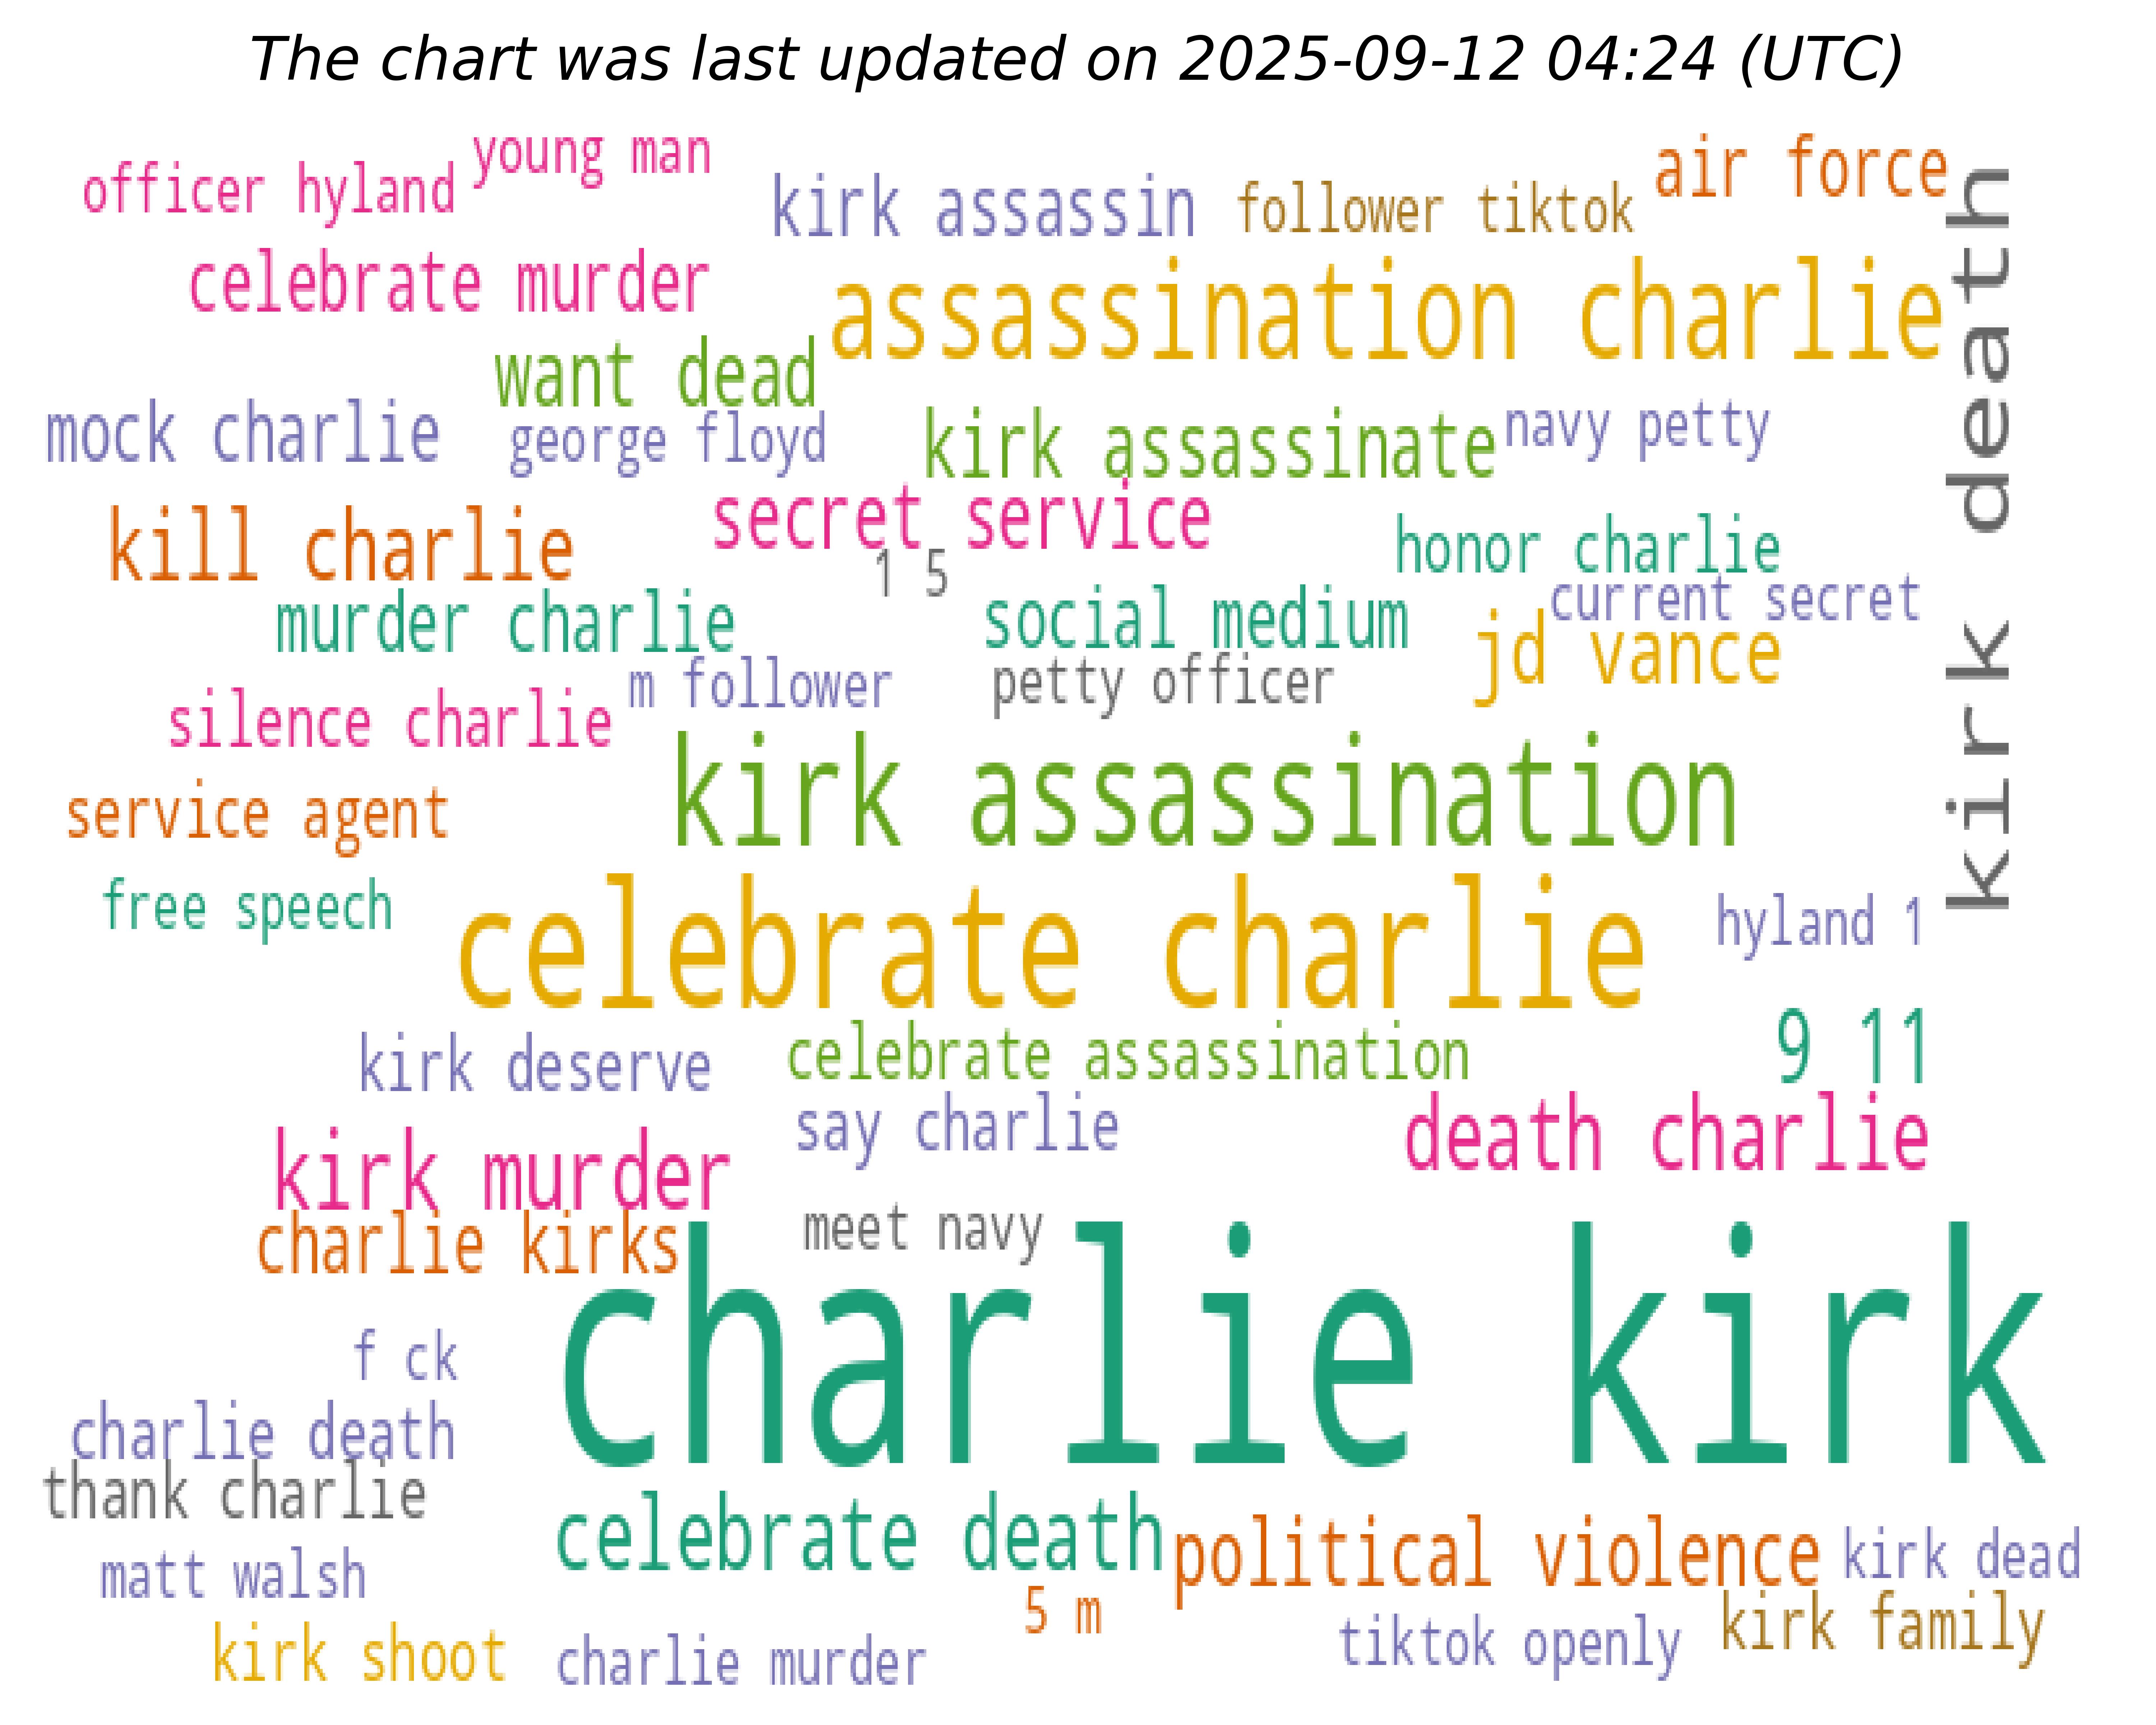 The chart was last updated on 2025-09-12 04:24 (UTC)
young man
officer hyland
air force
kirk assassin
follower tiktok
celebrate murder
assassination charlie
kirk death
want dead
mock charlie
george floyd
kirk assassinate
navy petty
secret service
kill charlie
honor charlie
1 5
current secret
murder charlie
social medium
jd vance
m follower
petty officer
silence charlie
kirk assassination
service agent
free speech
celebrate charlie
hyland 1
9 11
kirk deserve
celebrate assassination
say charlie
death charlie
kirk murder
meet navy
charlie kirks
charlie kirk
f ck
charlie death
thank charlie
celebrate death
political violence
kirk dead
matt walsh
5 m
kirk family
tiktok openly
kirk shoot
charlie murder